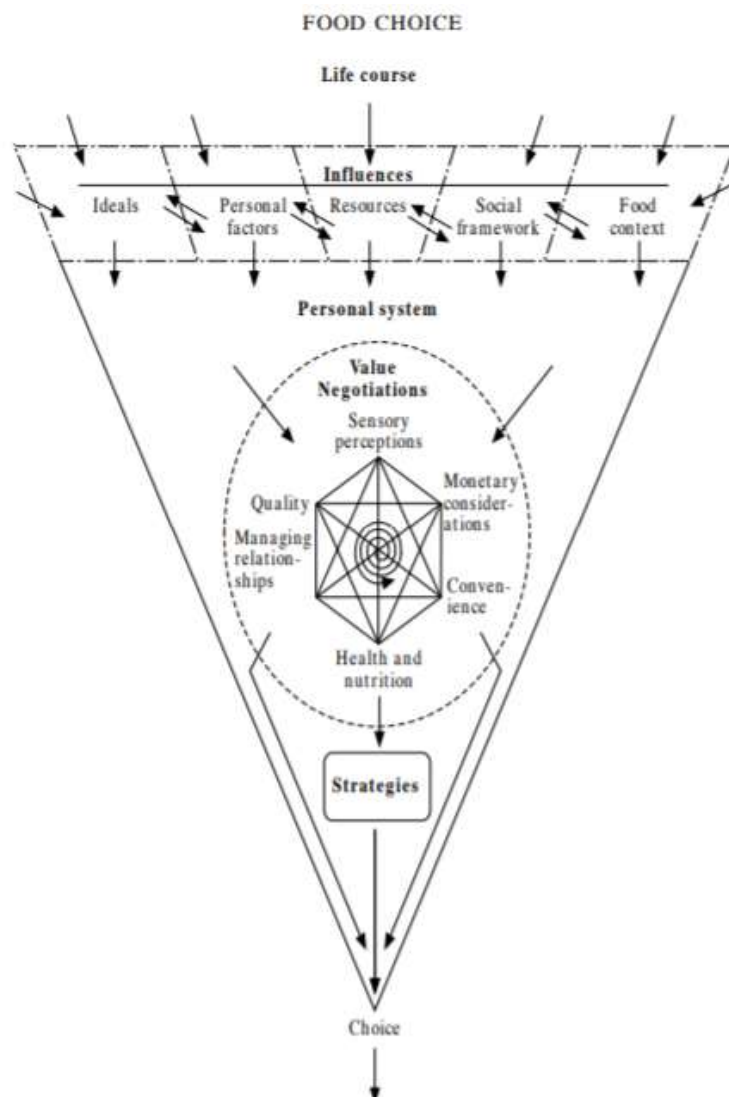 FOOD CHOICE
Life course
Influences
Ideals
Personal
factors
Resources
Social
framework
Food
context
Personal system
Value
Negotiations
Sensory
perceptions
Quality
Monetary
consider-
ations
Managing
relation-
ships
Conven-
ience
Health and
nutrition
Strategies
Choice